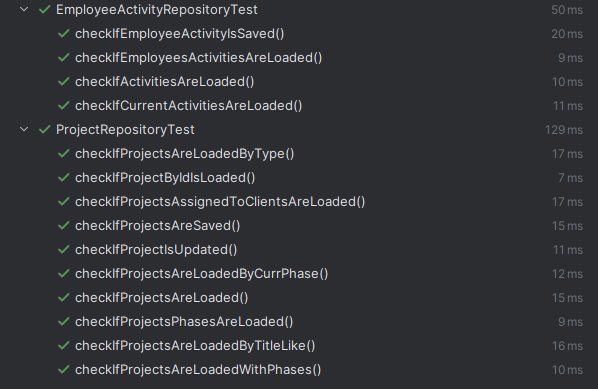 EmployeeActivityRepositoryTest 50 ms
checkIfEmployeeActivityIsSaved() 20 ms
checkIfEmployeesActivitiesAreLoaded() 9 ms
checkIfActivitiesAreLoaded() 10 ms
checkIfCurrentActivitiesAreLoaded() 11 ms
ProjectRepositoryTest 129 ms
checkIfProjectsAreLoadedByType() 17 ms
checkIfProjectByIdIsLoaded() 7 ms
checkIfProjectsAssignedToClientsAreLoaded() 17 ms
checkIfProjectsAreSaved() 15 ms
checkIfProjectIsUpdated() 11 ms
checkIfProjectsAreLoadedByCurrPhase() 12 ms
checkIfProjectsAreLoaded() 15 ms
checkIfProjectsPhasesAreLoaded() 9 ms
checkIfProjectsAreLoadedByTitleLike() 16 ms
checkIfProjectsAreLoadedWithPhases() 10 ms